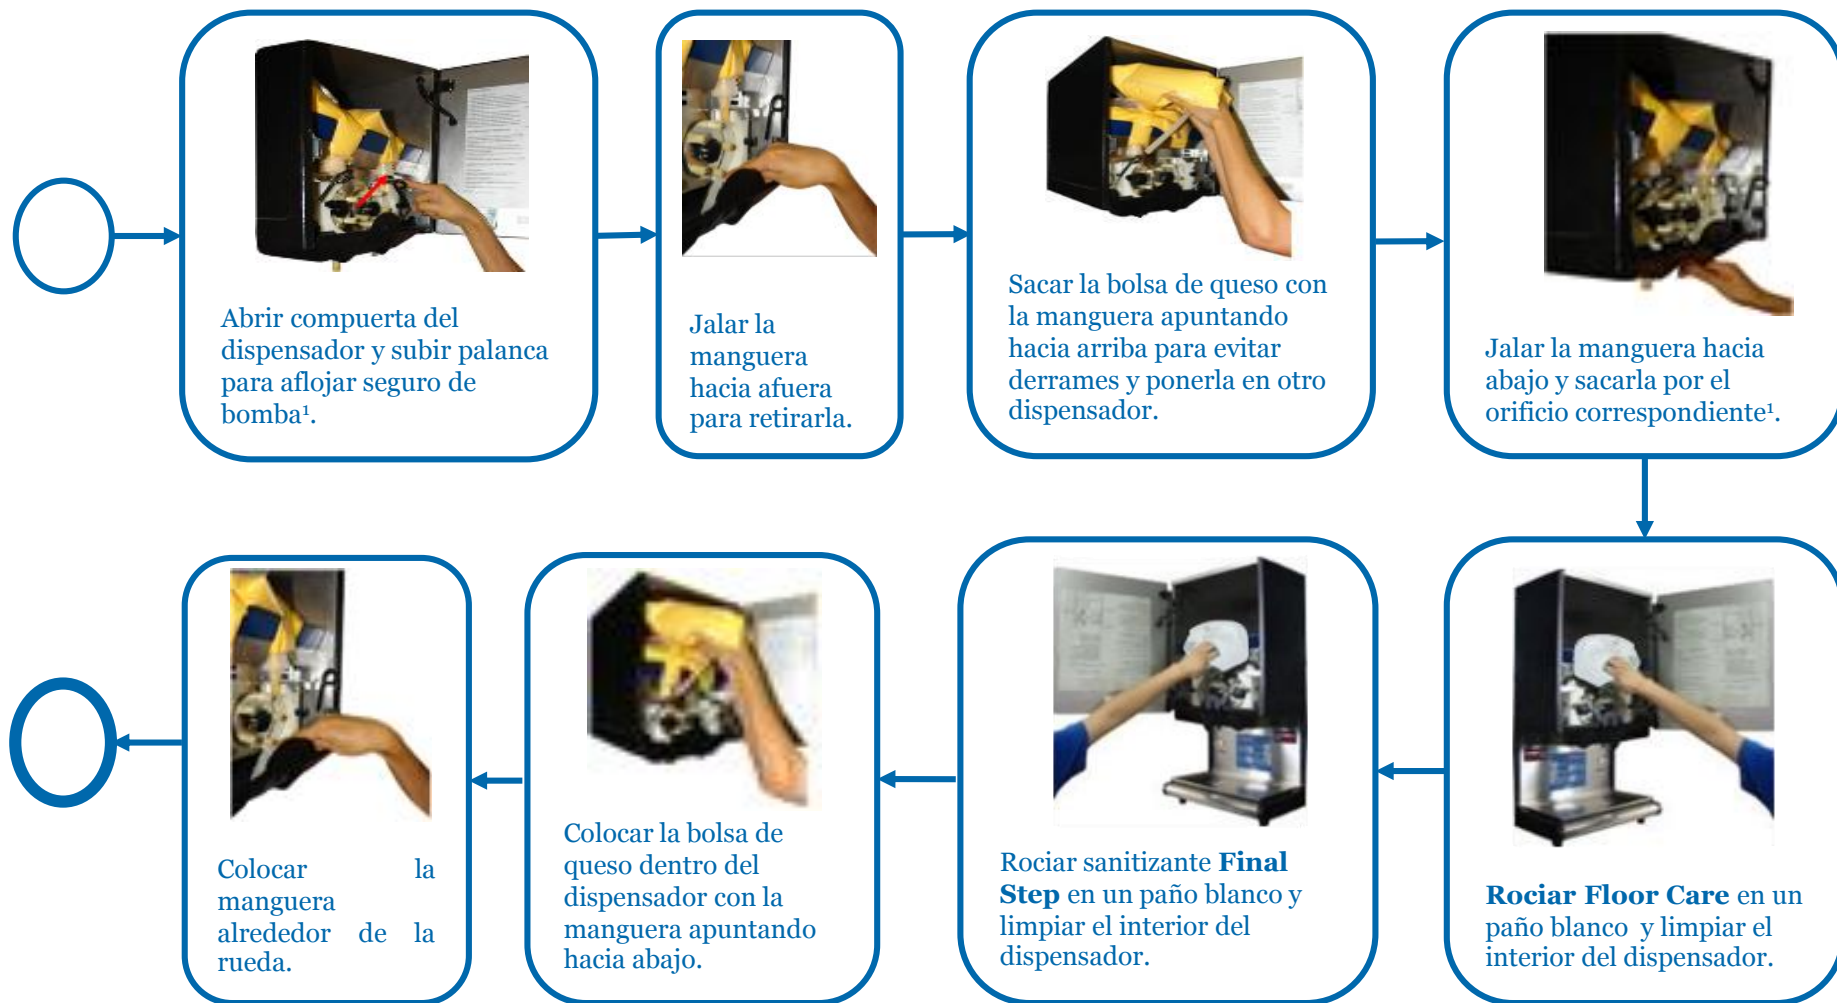 Abrir compuerta del
dispensador y subir palanca
para aflojar seguro de
bomba¹.
Jalar la
manguera
hacia afuera
para retirarla.
Sacar la bolsa de queso con
la manguera apuntando
hacia arriba para evitar
derrames y ponerla en otro
dispensador.
Jalar la manguera hacia
abajo y sacarla por el
orificio correspondiente¹.
Rociar Floor Care en un
paño blanco y limpiar el
interior del dispensador.
Rociar sanitizante Final
Step en un paño blanco y
limpiar el interior del
dispensador.
Colocar la bolsa de
queso dentro del
dispensador con la
manguera apuntando
hacia abajo.
Colocar la
manguera
alrededor de la
rueda.